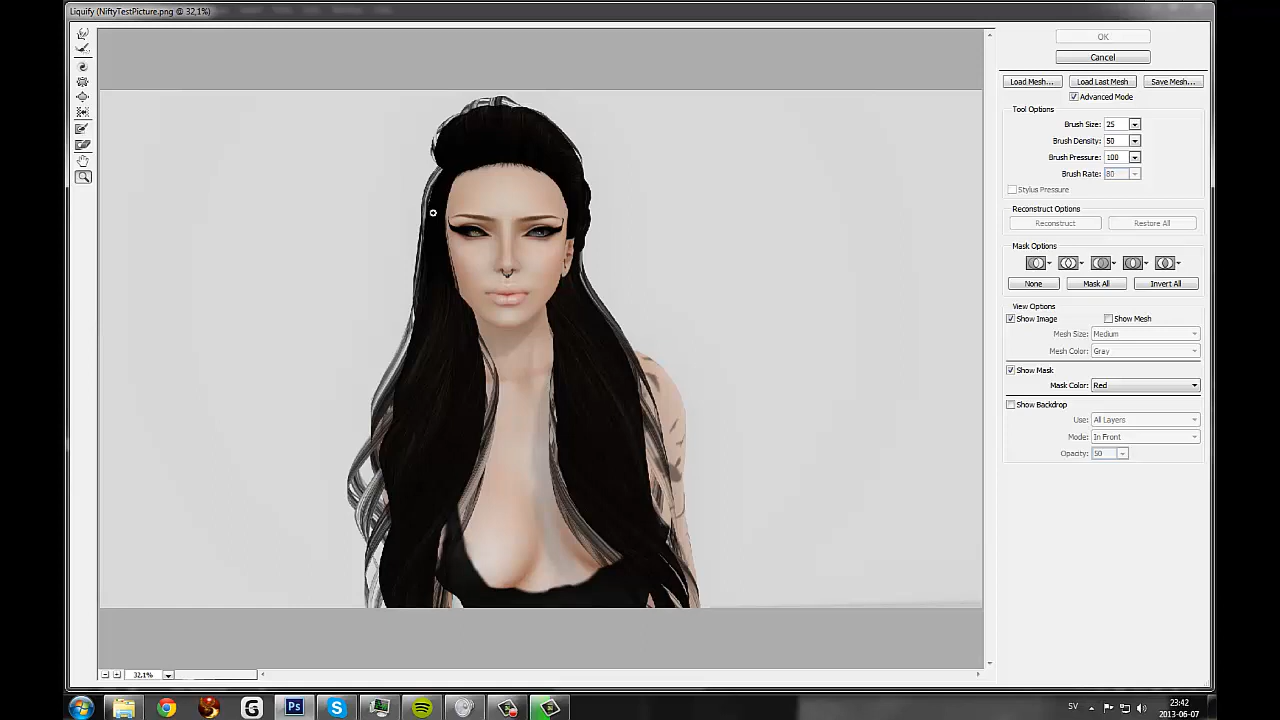 Liquify (NiftyTestPicture.png @ 32,1%)
OK
Cancel
Load Mesh... Load Last Mesh Save Mesh...
Advanced Mode
Tool Options
Brush Size: 25
Brush Density: 50
Brush Pressure: 100
Brush Rate: 80
Stylus Pressure
Reconstruct Options
Reconstruct Restore All
Mask Options
None Mask All Invert All
View Options
Show Image Show Mesh
Mesh Size: Medium
Mesh Color: Gray
Show Mask
Mask Color: Red
Show Backdrop
Use: All Layers
Mode: In Front
Opacity: 50
32,1%
G Ps S SV 23:42
2013-06-07